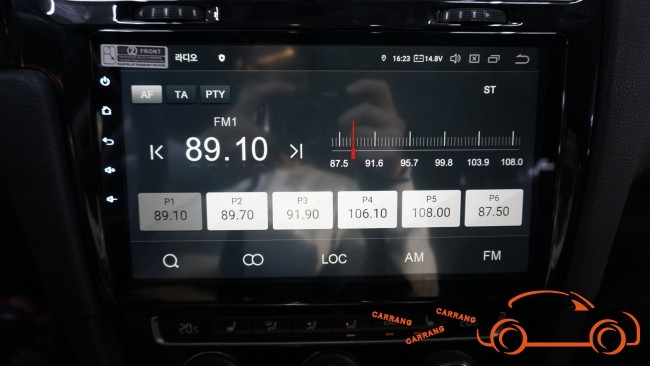 FRONT
라디오
16:23
14.8V
AF
TA
PTY
ST
FM1
89.10
87.5 91.6 95.7 99.8 103.9 108.0
P1 P2 P3 P4 P5 P6
89.10 89.70 91.90 106.10 108.00 87.50
LOC AM FM
20°
CARRANG
CARRANG
CARRANG